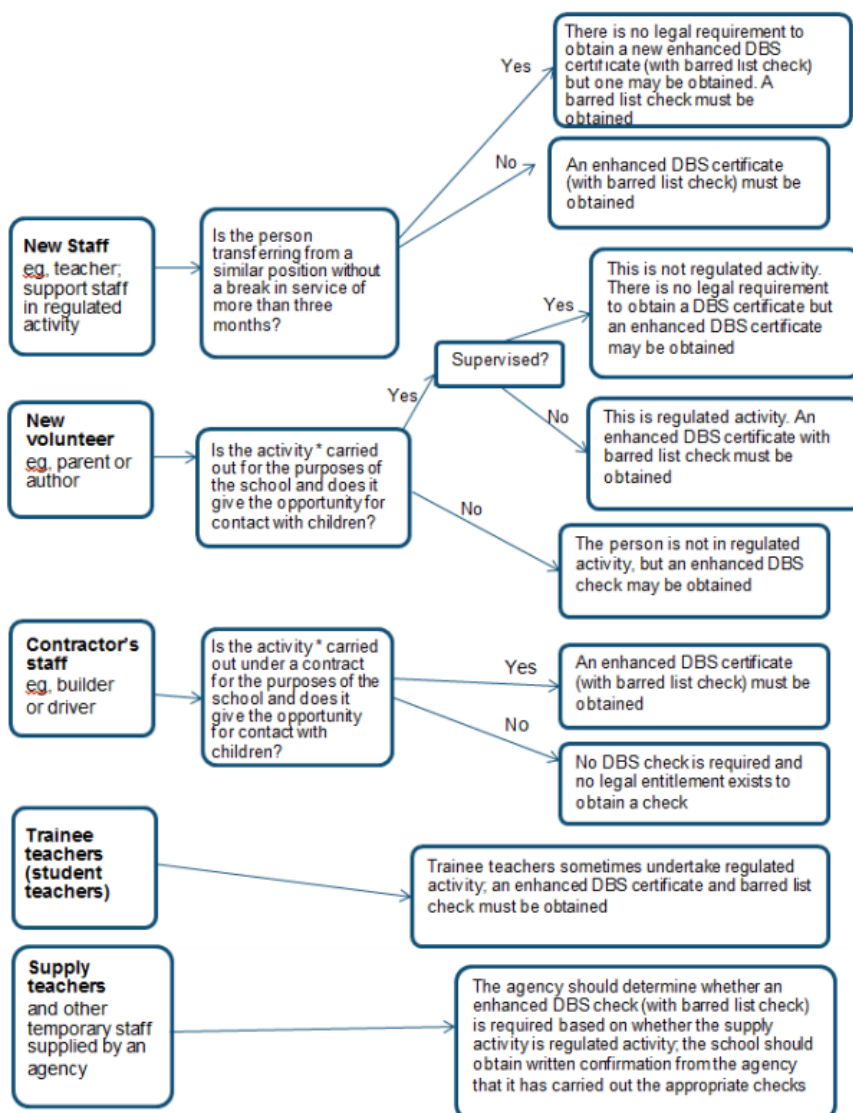 There is no legal requirement to
obtain a new enhanced DBS
certificate (with barred list check)
but one may be obtained. A
barred list check must be
obtained
Yes
No
An enhanced DBS certificate
(with barred list check) must be
obtained
New Staff
eg, teacher;
support staff
in regulated
activity
Is the person
transferring from a
similar position without
a break in service of
more than three
months?
This is not regulated activity.
There is no legal requirement
to obtain a DBS certificate but
an enhanced DBS certificate
may be obtained
Yes
Supervised?
Yes
No
This is regulated activity. An
enhanced DBS certificate with
barred list check must be
obtained
New
volunteer
eg, parent or
author
Is the activity * carried
out for the purposes of
the school and does it
give the opportunity for
contact with children?
No
The person is not in regulated
activity, but an enhanced DBS
check may be obtained
Contractor's
staff
eg, builder
or driver
Is the activity * carried
out under a contract
for the purposes of the
school and does it
give the opportunity
for contact with
children?
Yes
An enhanced DBS certificate
(with barred list check) must be
obtained
No
No DBS check is required and
no legal entitlement exists to
obtain a check
Trainee
teachers
(student
teachers)
Trainee teachers sometimes undertake regulated
activity; an enhanced DBS certificate and barred list
check must be obtained
Supply
teachers
and other
temporary staff
supplied by an
agency
The agency should determine whether an
enhanced DBS check (with barred list check)
is required based on whether the supply
activity is regulated activity; the school should
obtain written confirmation from the agency
that it has carried out the appropriate checks